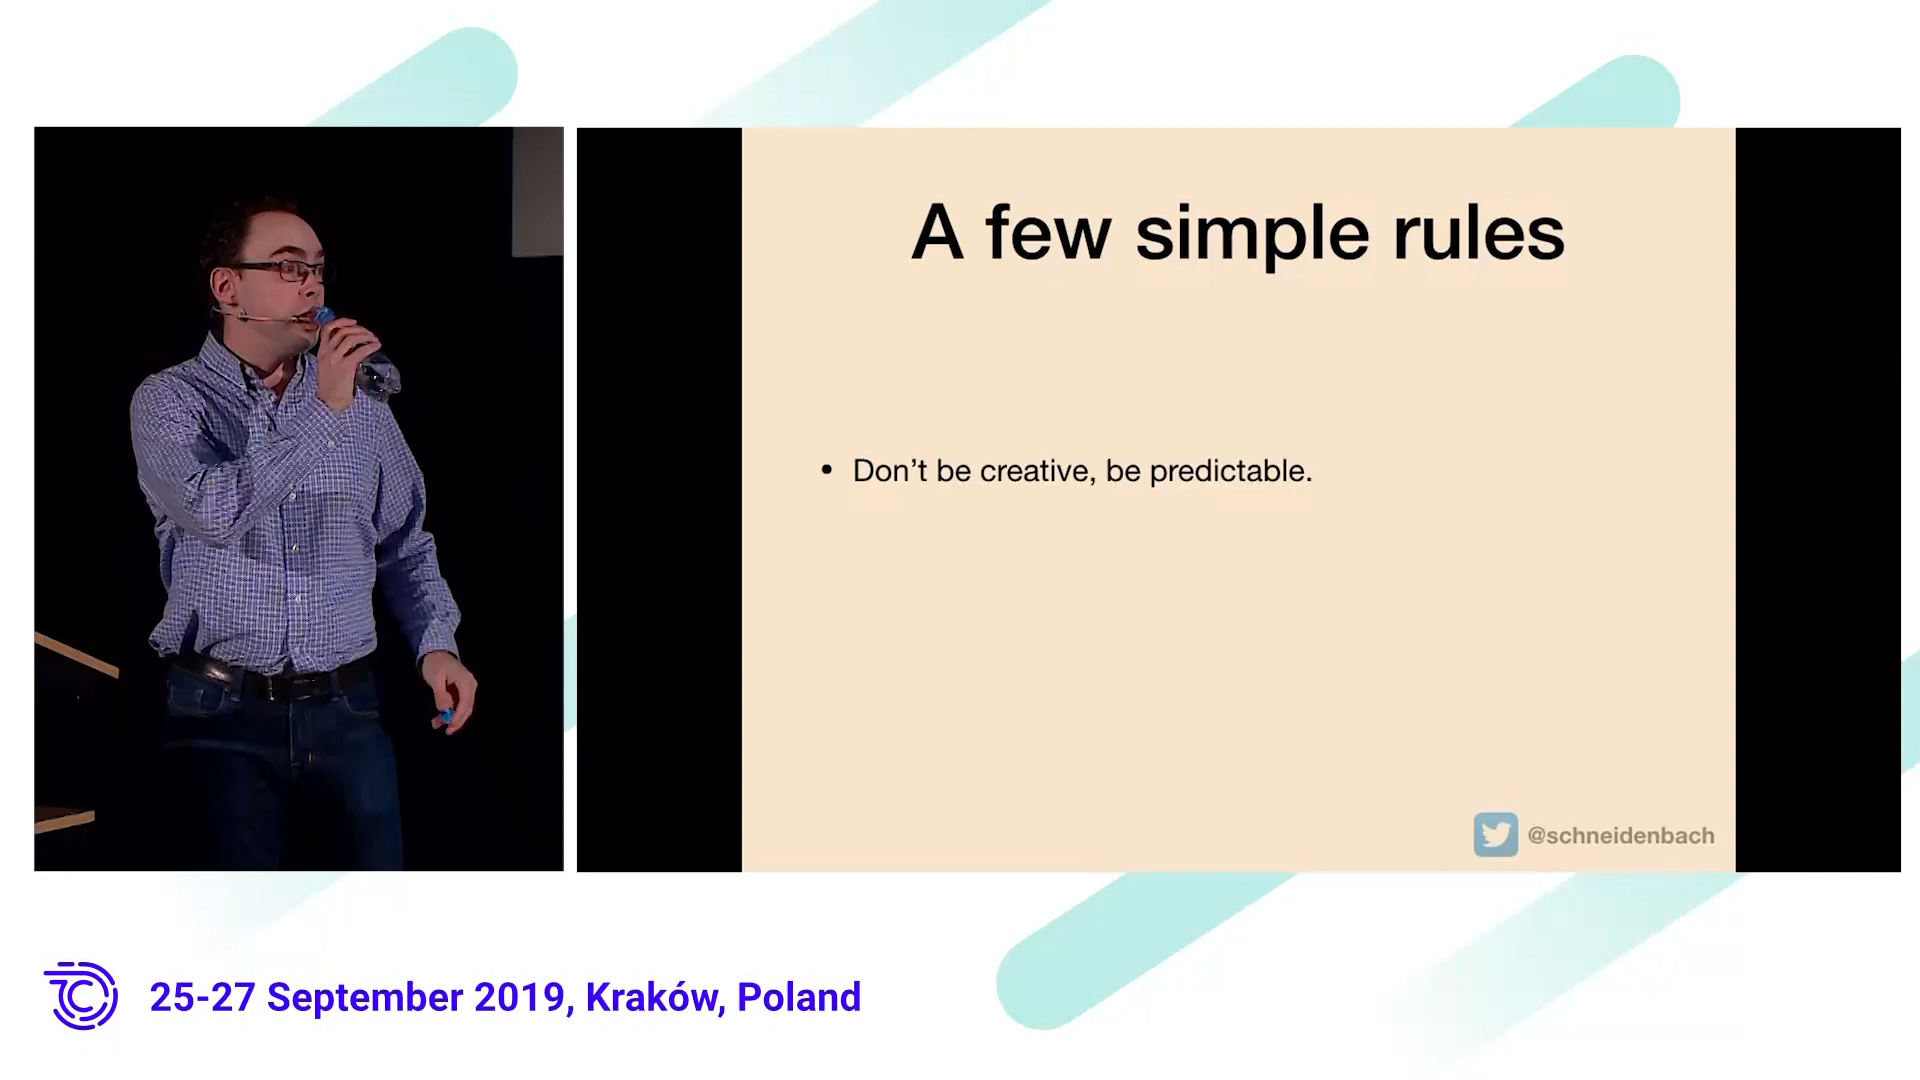 A few simple rules
• Don't be creative, be predictable.
@schneidenbach
25-27 September 2019, Kraków, Poland